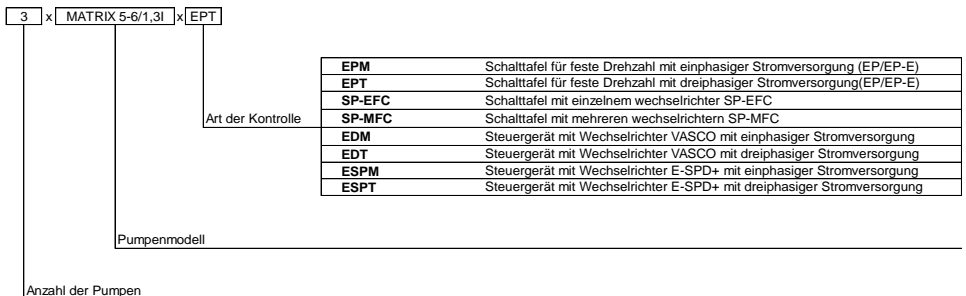 3 x MATRIX 5-6/1,3I x EPT
EPM Schalttafel für feste Drehzahl mit einphasiger Stromversorgung (EP/EP-E)
EPT Schalttafel für feste Drehzahl mit dreiphasiger Stromversorgung(EP/EP-E)
SP-EFC Schalttafel mit einzelnem wechselrichter SP-EFC
Art der Kontrolle SP-MFC Schalttafel mit mehreren wechselrichtern SP-MFC
EDM Steuergerät mit Wechselrichter VASCO mit einphasiger Stromversorgung
EDT Steuergerät mit Wechselrichter VASCO mit dreiphasiger Stromversorgung
ESPM Steuergerät mit Wechselrichter E-SPD+ mit einphasiger Stromversorgung
ESPT Steuergerät mit Wechselrichter E-SPD+ mit dreiphasiger Stromversorgung
Pumpenmodell
Anzahl der Pumpen